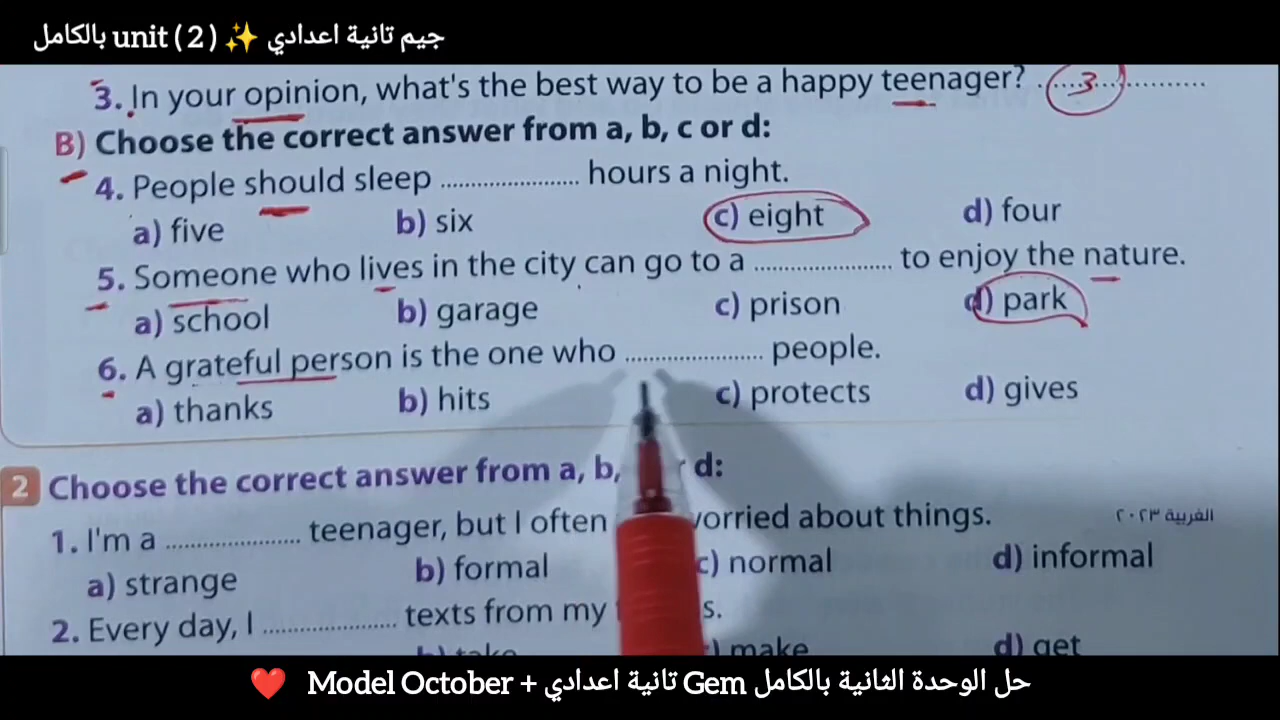 جيم تانية اعدادي ✨ unit ( 2 ) بالكامل
3. In your opinion, what's the best way to be a happy teenager? ....3....
B) Choose the correct answer from a, b, c or d:
4. People should sleep ...................... hours a night.
a) five b) six c) eight d) four
5. Someone who lives in the city can go to a ...................... to enjoy the nature.
a) school b) garage c) prison d) park
6. A grateful person is the one who ...................... people.
a) thanks b) hits c) protects d) gives
2 Choose the correct answer from a, b, r d:
1. I'm a ...................... teenager, but I often orried about things. الغربية ٢٠٢٣
a) strange b) formal c) normal d) informal
2. Every day, I ...................... texts from my s.
b) take c) make d) get
حل الوحدة الثانية بالكامل Gem تانية اعدادي + Model October ❤️